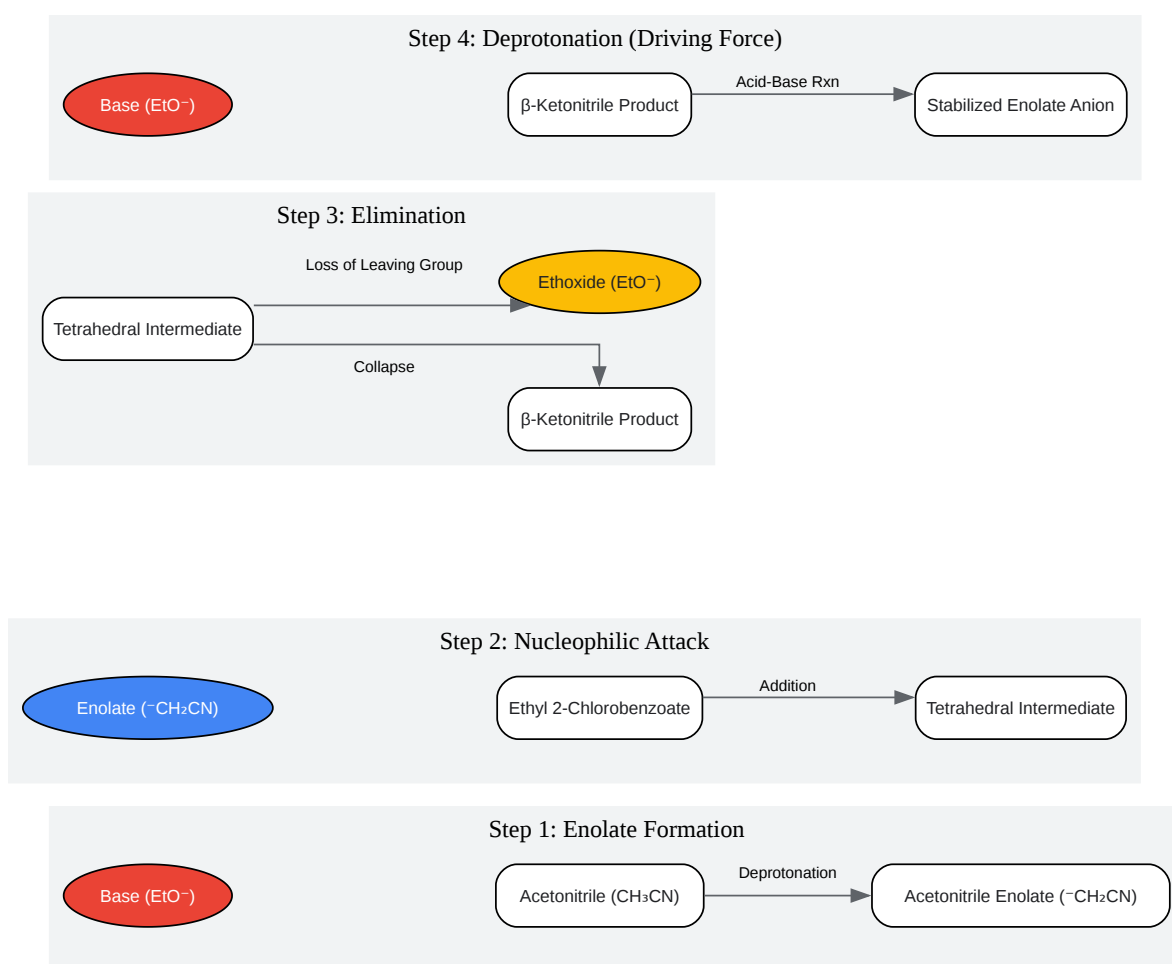 Step 4: Deprotonation (Driving Force)
Base (EtO⁻)
β-Ketonitrile Product
Acid-Base Rxn
Stabilized Enolate Anion
Step 3: Elimination
Tetrahedral Intermediate
Loss of Leaving Group
Ethoxide (EtO⁻)
Collapse
β-Ketonitrile Product
Step 2: Nucleophilic Attack
Enolate (⁻CH₂CN)
Ethyl 2-Chlorobenzoate
Addition
Tetrahedral Intermediate
Step 1: Enolate Formation
Base (EtO⁻)
Acetonitrile (CH₃CN)
Deprotonation
Acetonitrile Enolate (⁻CH₂CN)